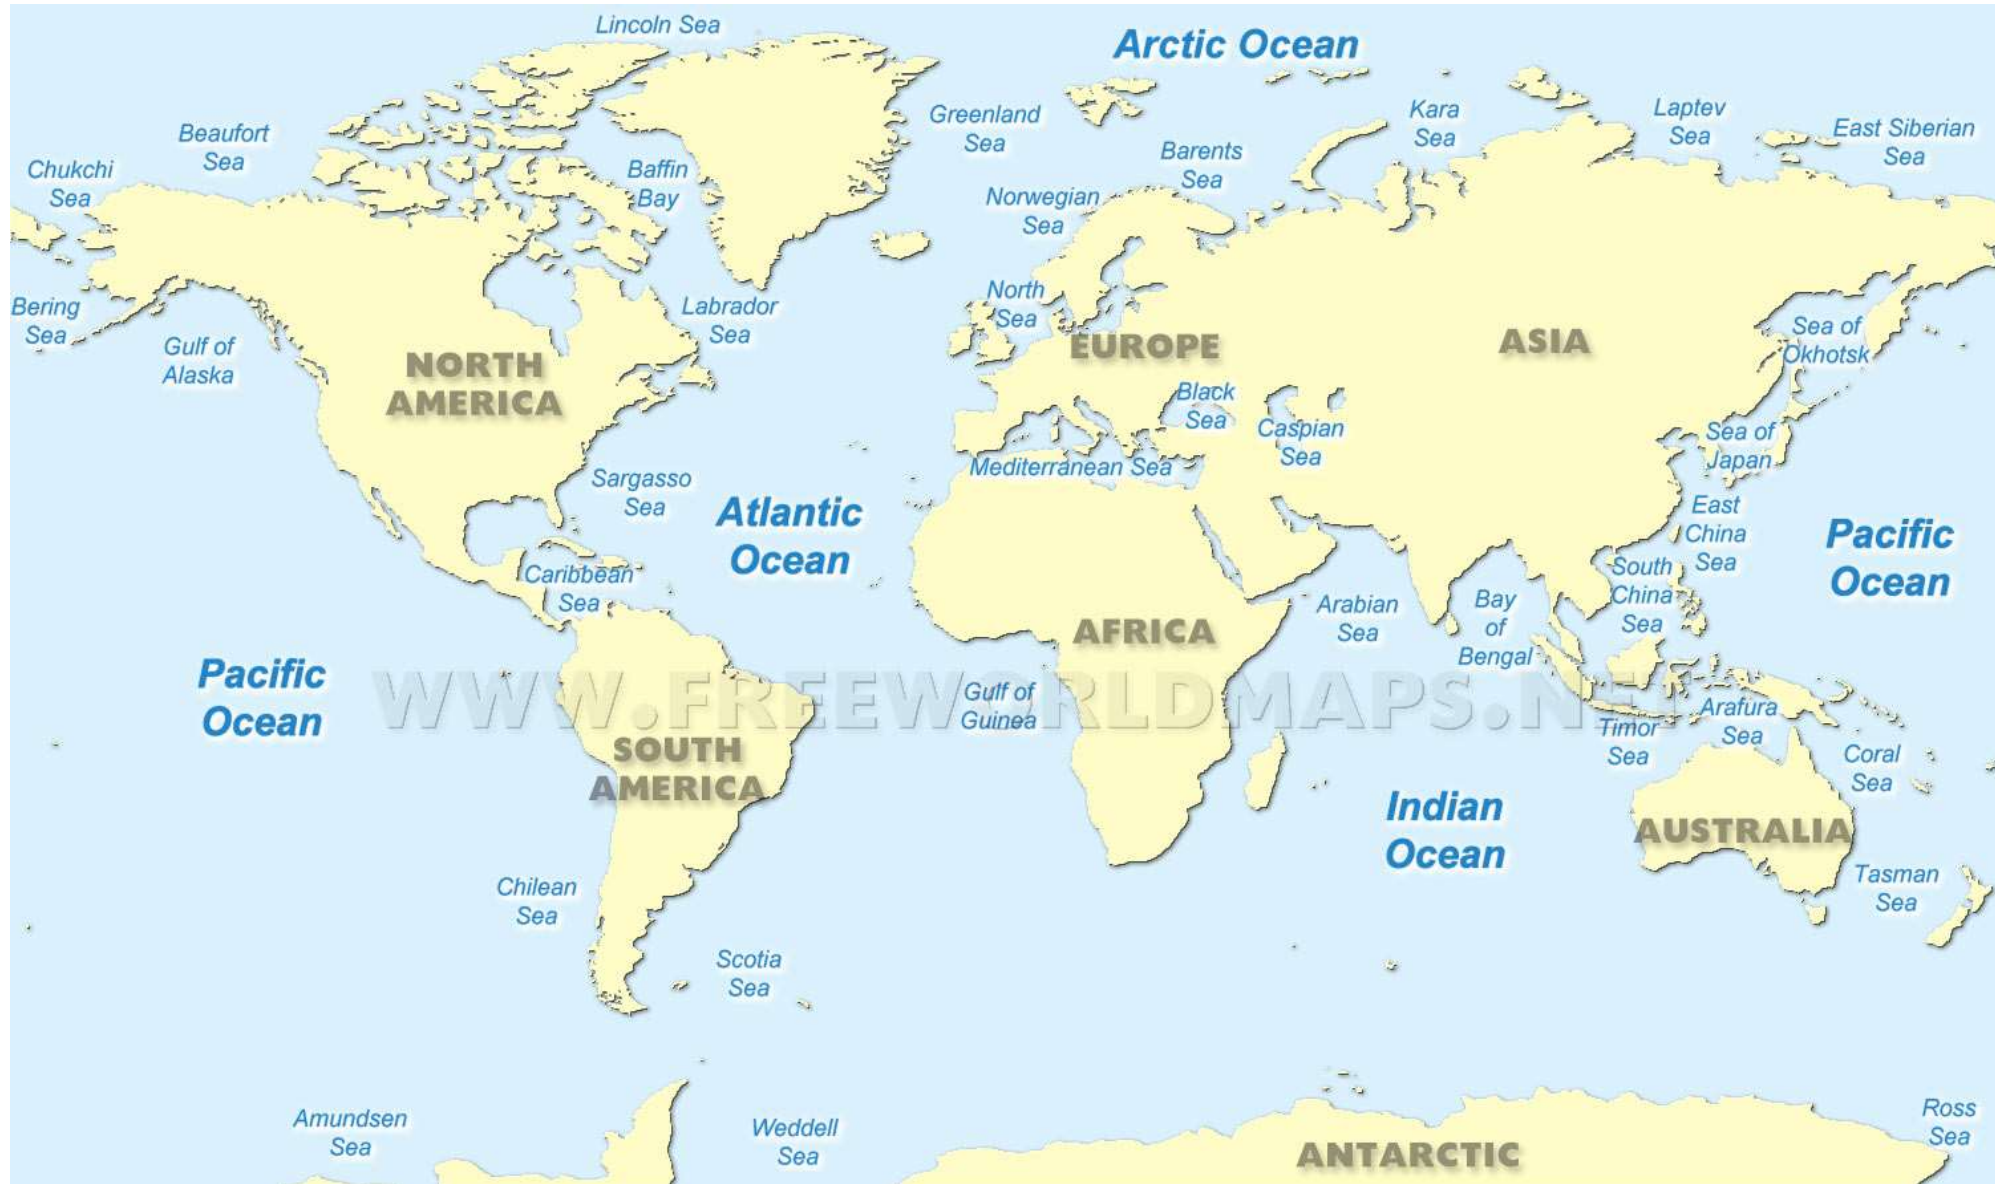 Lincoln Sea
Arctic Ocean
Greenland
Sea
Kara
Sea
Laptev
Sea
East Siberian
Sea
Beaufort
Sea
Chukchi
Sea
Baffin
Bay
Barents
Sea
Norwegian
Sea
Bering
Sea
Gulf of
Alaska
Labrador
Sea
North
Sea
NORTH
AMERICA
EUROPE
ASIA
Sea of
Okhotsk
Black
Sea
Caspian
Sea
Sea of
Japan
Mediterranean Sea
Sargasso
Sea
Atlantic
Ocean
East
China
Sea
Pacific
Ocean
Caribbean
Sea
South
China
Sea
Arabian
Sea
Bay
of
Bengal
AFRICA
Pacific
Ocean
WWW.FREEWORLDMAPS.NET
Gulf of
Guinea
Timor
Sea
Arafura
Sea
Coral
Sea
SOUTH
AMERICA
Indian
Ocean
AUSTRALIA
Chilean
Sea
Tasman
Sea
Scotia
Sea
Amundsen
Sea
Weddell
Sea
ANTARCTIC
Ross
Sea